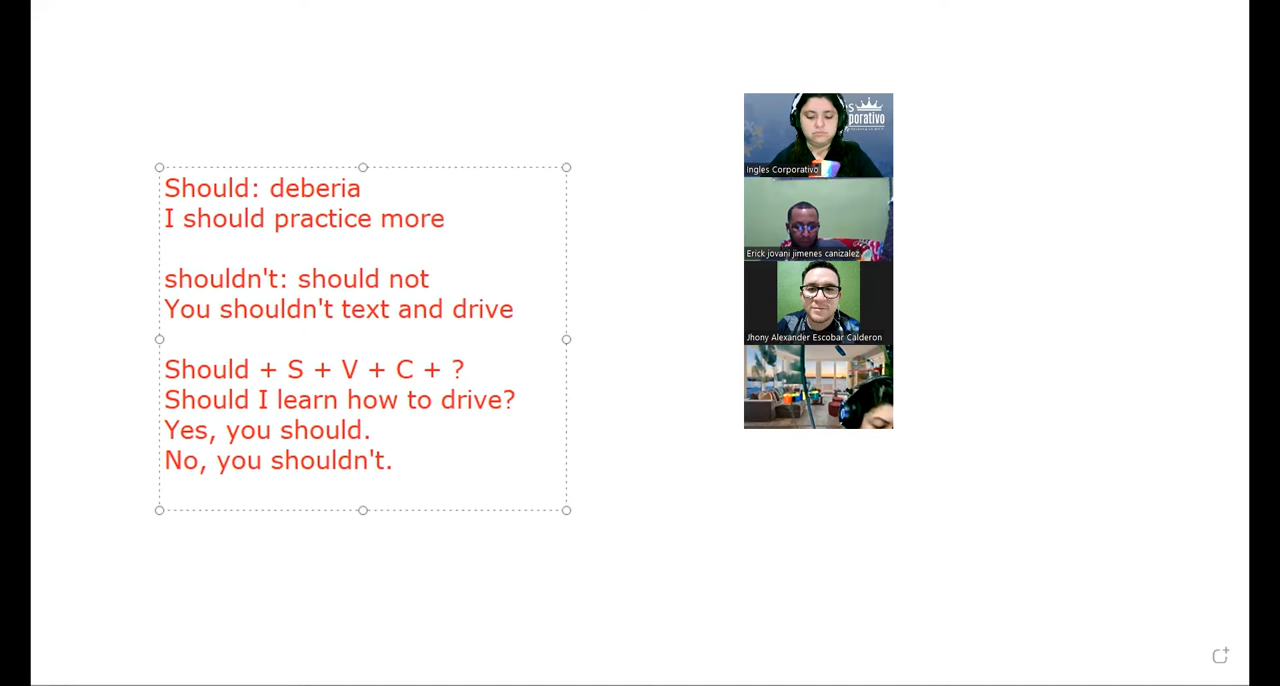 Should: deberia
I should practice more
shouldn't: should not
You shouldn't text and drive
Should + S + V + C + ?
Should I learn how to drive?
Yes, you should.
No, you shouldn't.
S
porativo
Ingles Corporativo
Erick jovani jimenes canizalez
Jhony Alexander Escobar Calderon